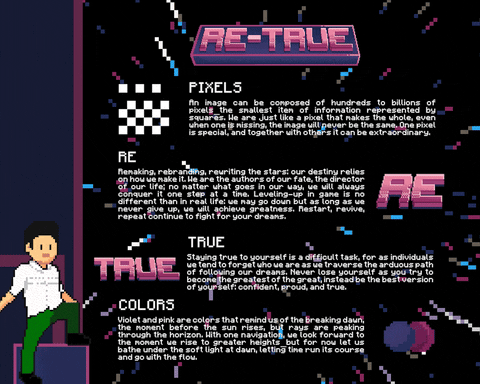 RE-TRUE
PIXELS
An image can be composed of hundreds to billions of
pixels the smallest item of information represented by
squares. We are just like a pixel that makes the whole, even
when one is missing, the image will never be the same. One pixel
is special, and together with others it can be extraordinary.
RE
Remaking, rebranding, rewriting the stars: our destiny relies
on how we make it. We are the authors of our fate, the director
of our life; no matter what goes in our way, we will always
conquer it one step at a time. Leveling-up in game is no
different than in real life: we may go down but as long as we
never give up, we will achieve greatness. Restart, revive,
repeat continue to fight for your dreams.
RE
TRUE
Staying true to yourself is a difficult task, for as individuals
we tend to forget who we are as we traverse the arduous path
of following our dreams. Never lose yourself as you try to
become the greatest of the great, instead be the best version
of yourself: confident, proud, and true.
TRUE
COLORS
Violet and pink are colors that remind us of the breaking dawn,
the moment before the sun rises, but rays are peaking
through the horizon. With one navigation, we look forward to
the moment we rise to greater heights but for now let us
bathe under the soft light at dawn, letting time run its course
and go with the flow.